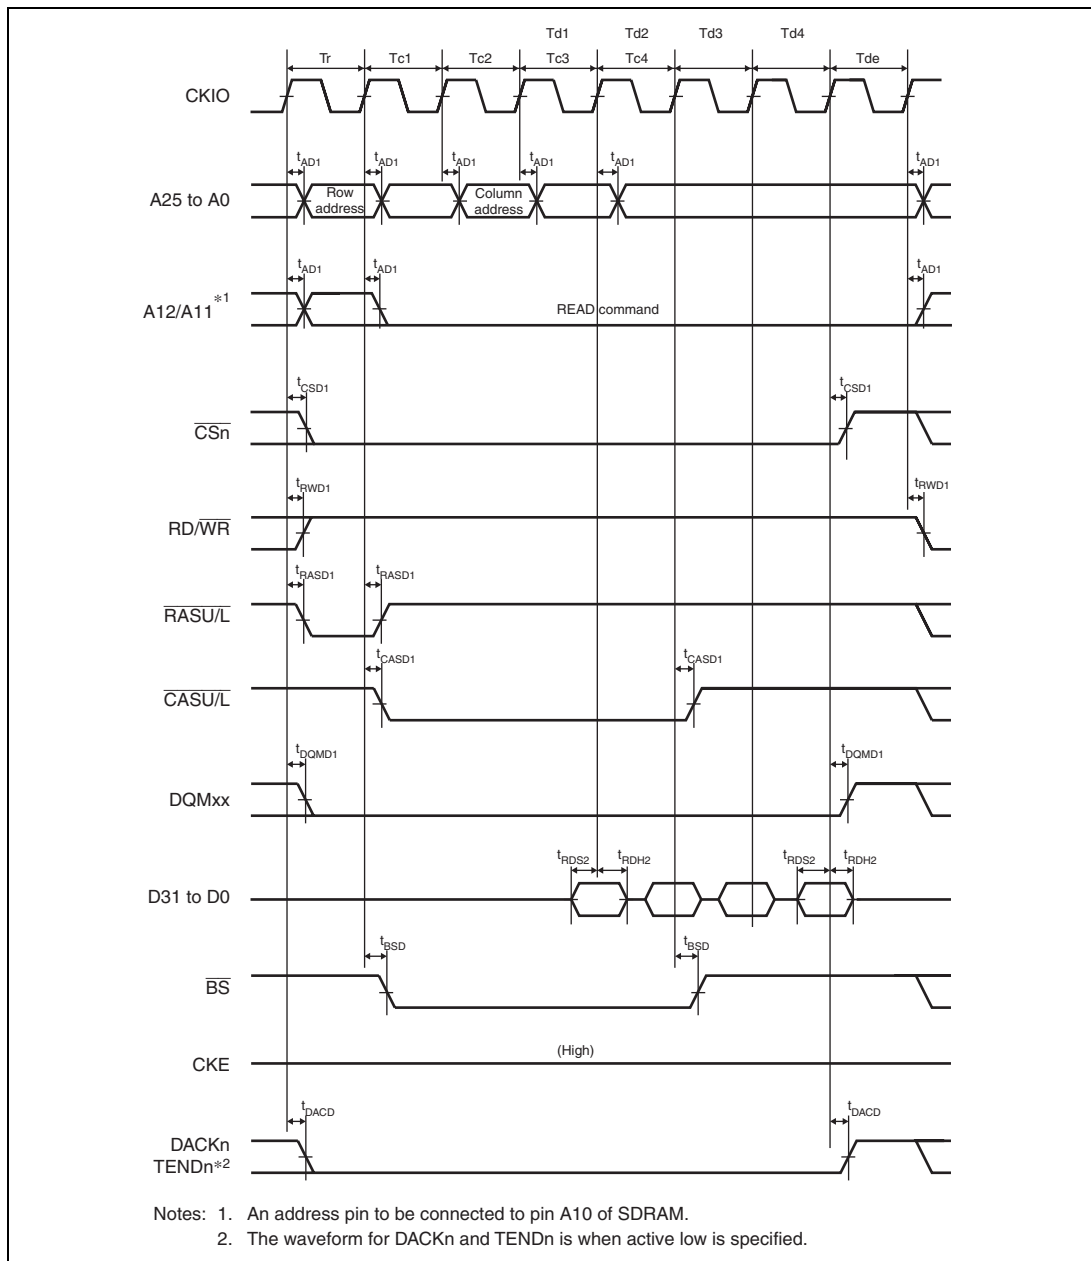 Td1 Td2 Td3 Td4
Tr Tc1 Tc2 Tc3 Tc4 Tde
CKIO
tAD1 tAD1 tAD1 tAD1 tAD1 tAD1
A25 to A0
Row address
Column address
tAD1 tAD1 tAD1
A12/A11*1
READ command
tCSD1 tCSD1
CSn
tRWD1 tRWD1
RD/WR
tRASD1 tRASD1
RASU/L
tCASD1 tCASD1
CASU/L
tDQMD1 tDQMD1
DQMxx
tRDS2 tRDH2 tRDS2 tRDH2
D31 to D0
tBSD tBSD
BS
(High)
CKE
tDACD tDACD
DACKn
TENDn*2
Notes: 1. An address pin to be connected to pin A10 of SDRAM.
2. The waveform for DACKn and TENDn is when active low is specified.